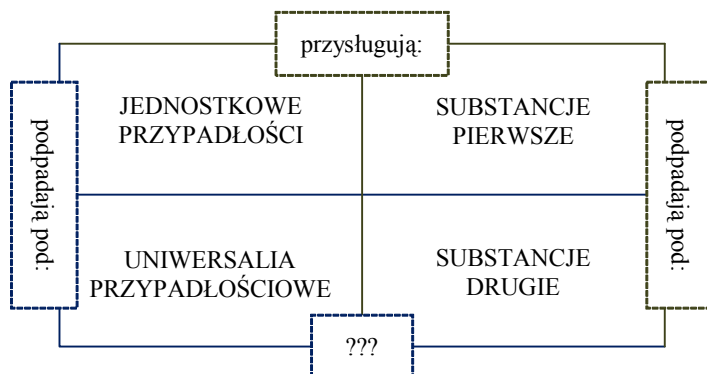 przysługują:
JEDNOSTKOWE
PRZYPADŁOŚCI
SUBSTANCJE
PIERWSZE
podpadają pod:
podpadają pod:
UNIWERSALIA
PRZYPADŁOŚCIOWE
SUBSTANCJE
DRUGIE
???